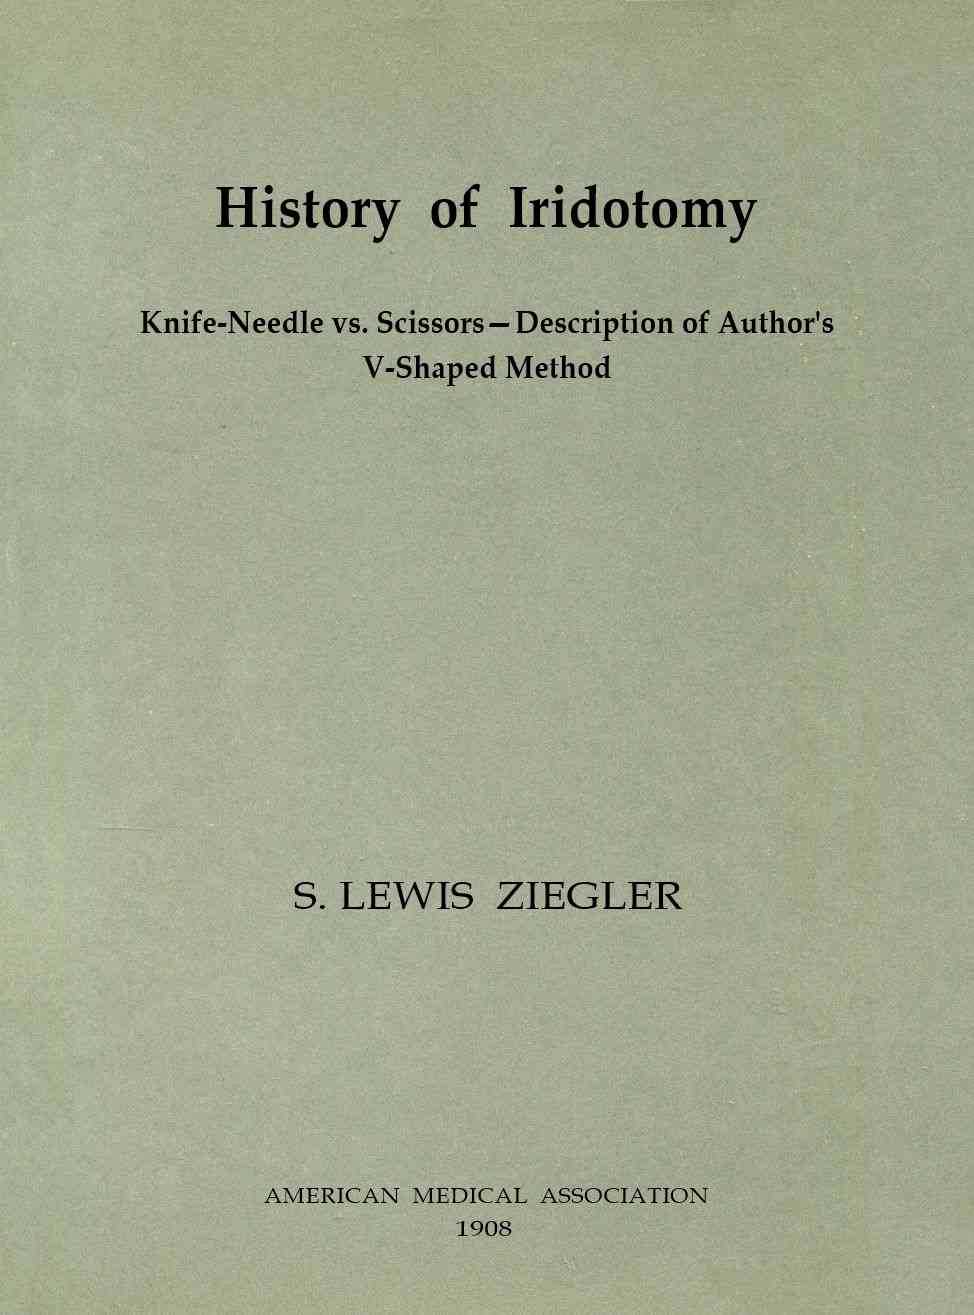 History of Iridotomy
Knife-Needle vs. Scissors—Description of Author's
V-Shaped Method
S. LEWIS ZIEGLER
AMERICAN MEDICAL ASSOCIATION
1908